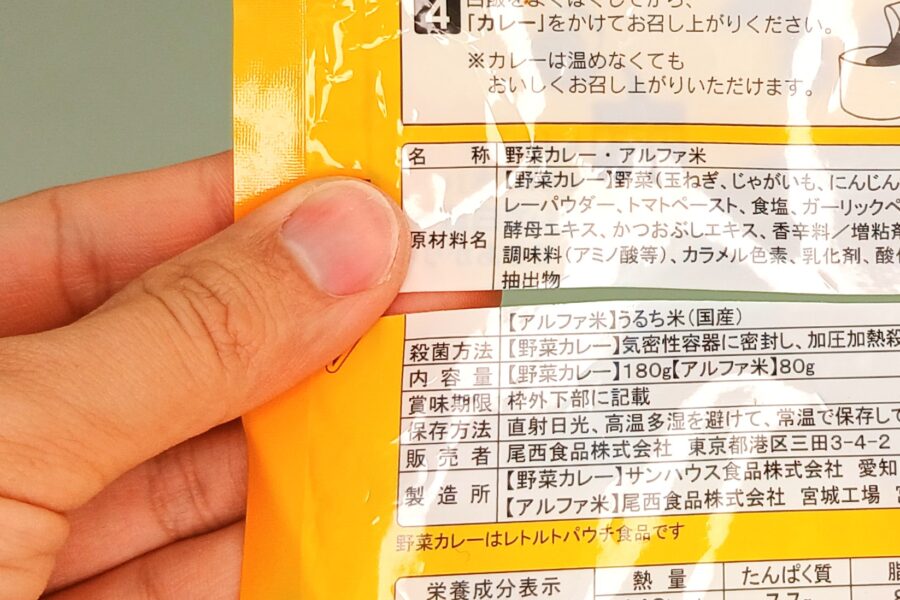 4 白飯をよくほぐしてから、
「カレー」をかけてお召し上がりください。
※カレーは温めなくても
おいしくお召し上がりいただけます。
名 称 野菜カレー・アルファ米
原材料名 【野菜カレー】野菜(玉ねぎ、じゃがいも、にんじん
レーパウダー、トマトペースト、食塩、ガーリックペ
酵母エキス、かつおぶしエキス、香辛料/増粘剤
調味料(アミノ酸等)、カラメル色素、乳化剤、酸
抽出物
【アルファ米】うるち米(国産)
殺菌方法 【野菜カレー】気密性容器に密封し、加圧加熱殺
内容量 【野菜カレー】180g【アルファ米】80g
賞味期限 枠外下部に記載
保存方法 直射日光、高温多湿を避けて、常温で保存して
販売者 尾西食品株式会社 東京都港区三田3-4-2
製造所 【野菜カレー】サンハウス食品株式会社 愛知
【アルファ米】尾西食品株式会社 宮城工場
野菜カレーはレトルトパウチ食品です
栄養成分表示 熱量 たんぱく質 脂
7.7g